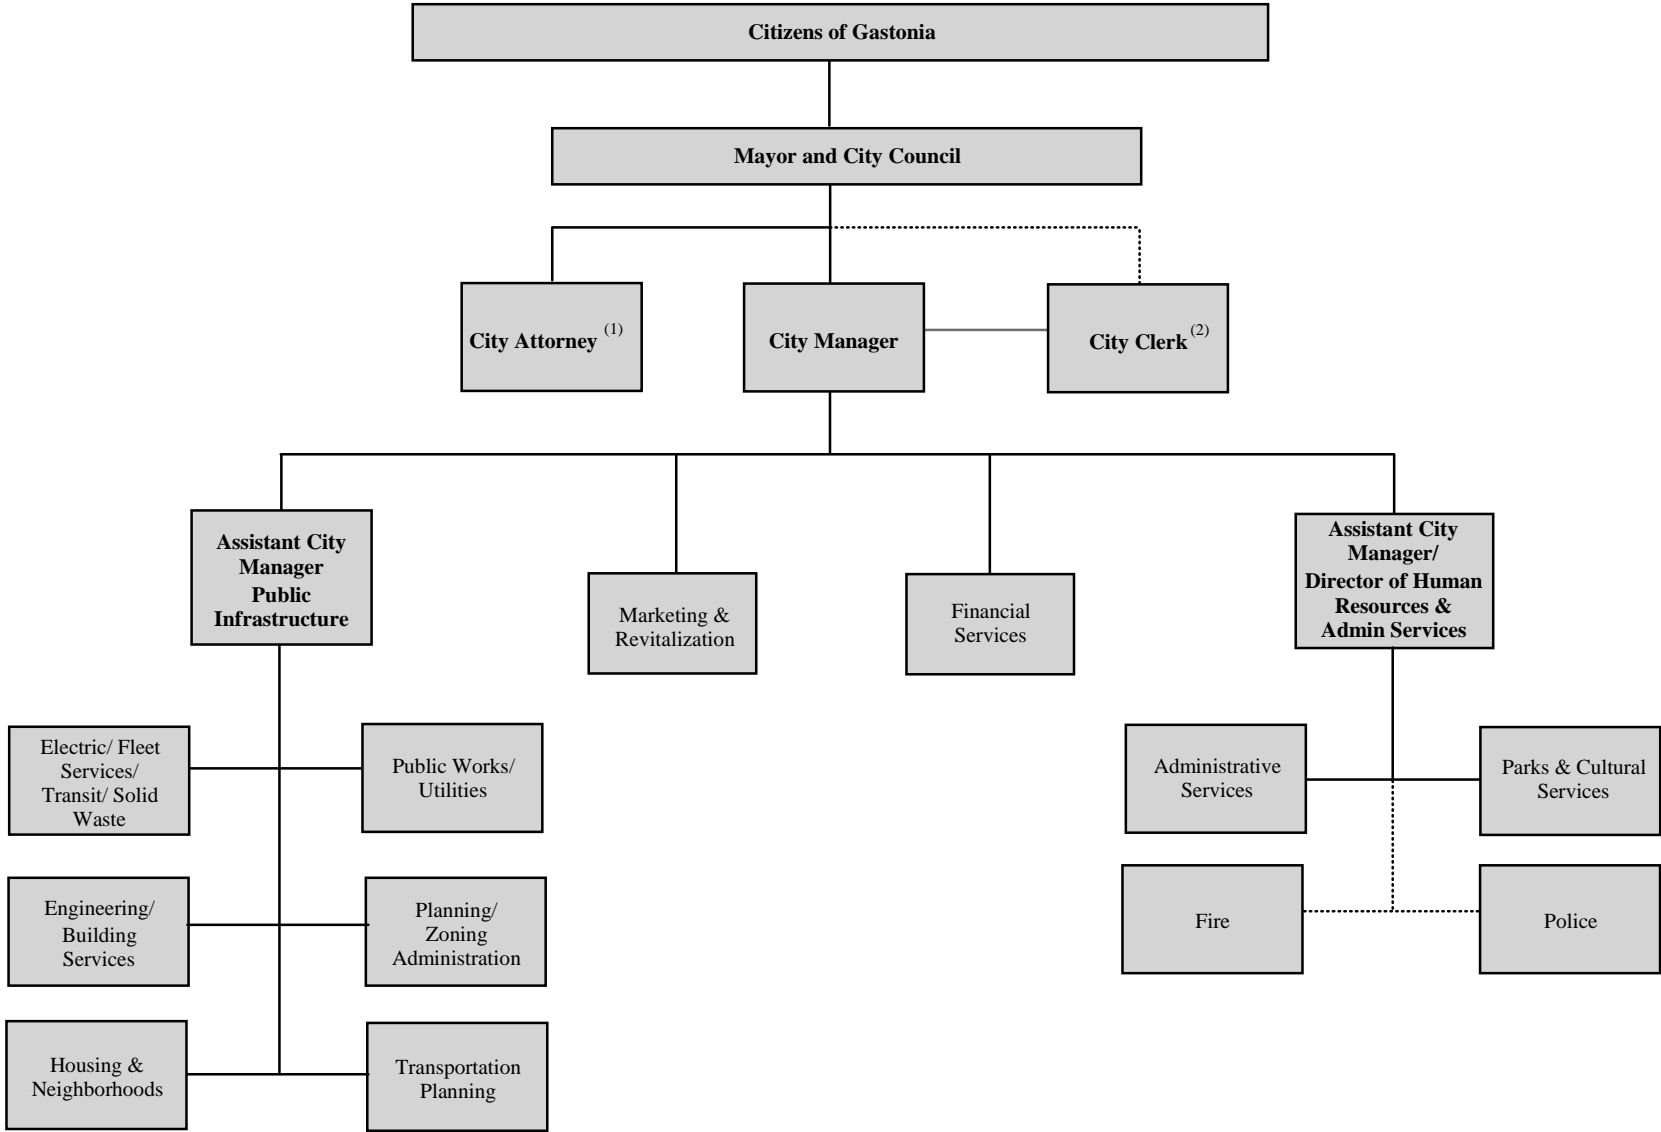 Citizens of Gastonia
Mayor and City Council
City Attorney (1)
City Manager
City Clerk (2)
Assistant City
Manager
Public
Infrastructure
Marketing &
Revitalization
Financial
Services
Assistant City
Manager/
Director of Human
Resources &
Admin Services
Electric/ Fleet
Services/
Transit/ Solid
Waste
Public Works/
Utilities
Administrative
Services
Parks & Cultural
Services
Engineering/
Building
Services
Planning/
Zoning
Administration
Fire
Police
Housing &
Neighborhoods
Transportation
Planning